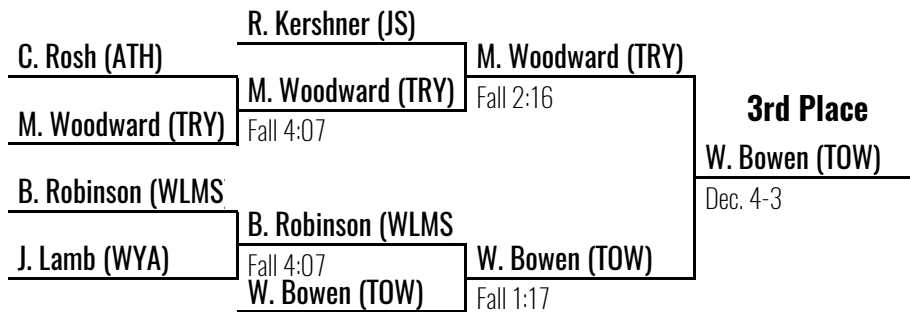 R. Kershner (JS)
C. Rosh (ATH)
M. Woodward (TRY)
M. Woodward (TRY)
Fall 2:16
3rd Place
M. Woodward (TRY)
Fall 4:07
W. Bowen (TOW)
Dec. 4-3
B. Robinson (WLMS
B. Robinson (WLMS
J. Lamb (WYA)
Fall 4:07
W. Bowen (TOW)
W. Bowen (TOW)
Fall 1:17